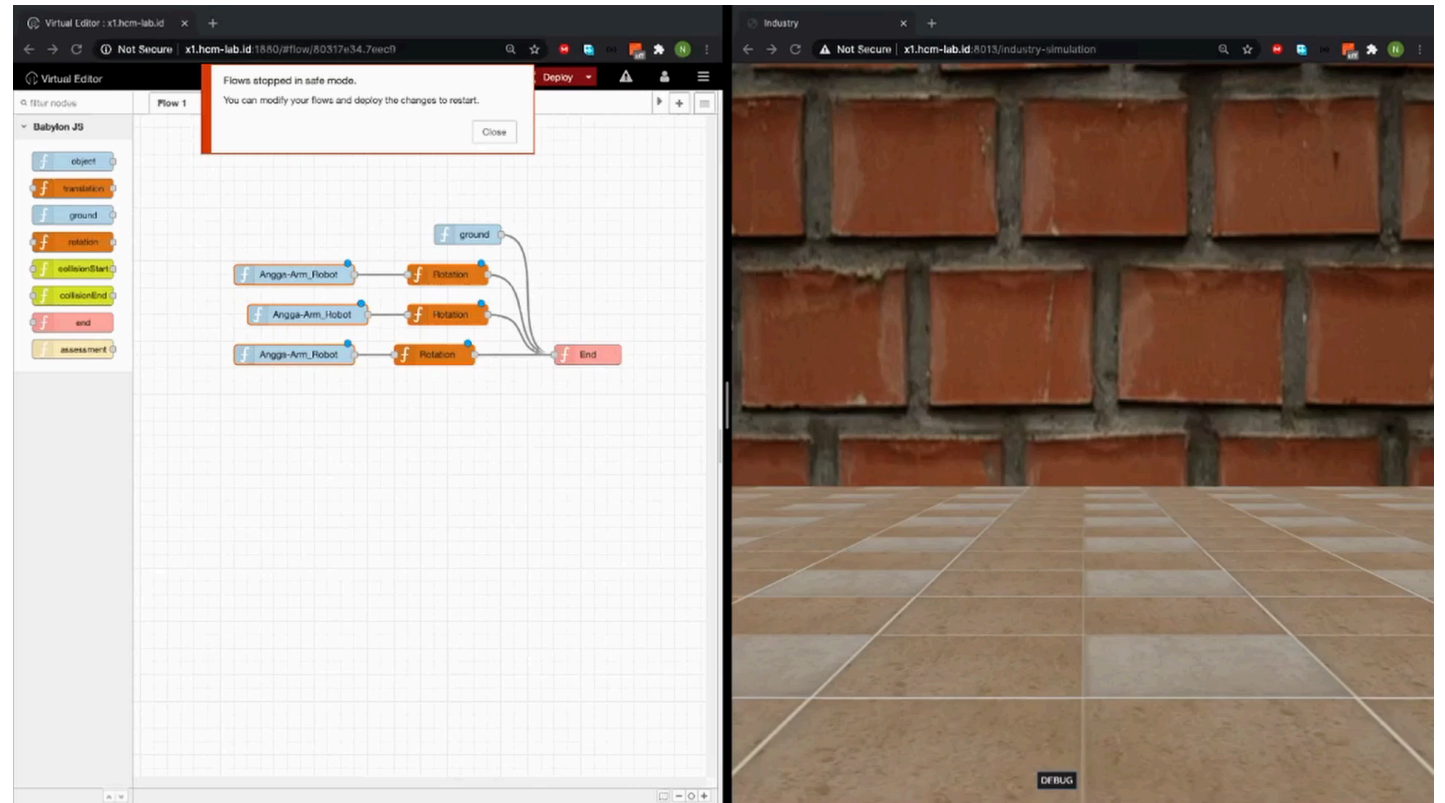 Virtual Editor : x1.hcm-lab.id × +
Not Secure | x1.hcm-lab.id:1880/#flow/80317e34.7eecf
Virtual Editor
Deploy
Flows stopped in safe mode.
You can modify your flows and deploy the changes to restart.
Close
filter nodes
Flow 1
Babylon JS
object
translation
ground
rotation
collisionStart
collisionEnd
end
assessment
ground
Angga-Arm_Robot
Rotation
Angga-Arm_Robot
Rotation
Angga-Arm_Robot
Rotation
End
Industry × +
Not Secure | x1.hcm-lab.id:8013/industry-simulation
N
N
DEBUG